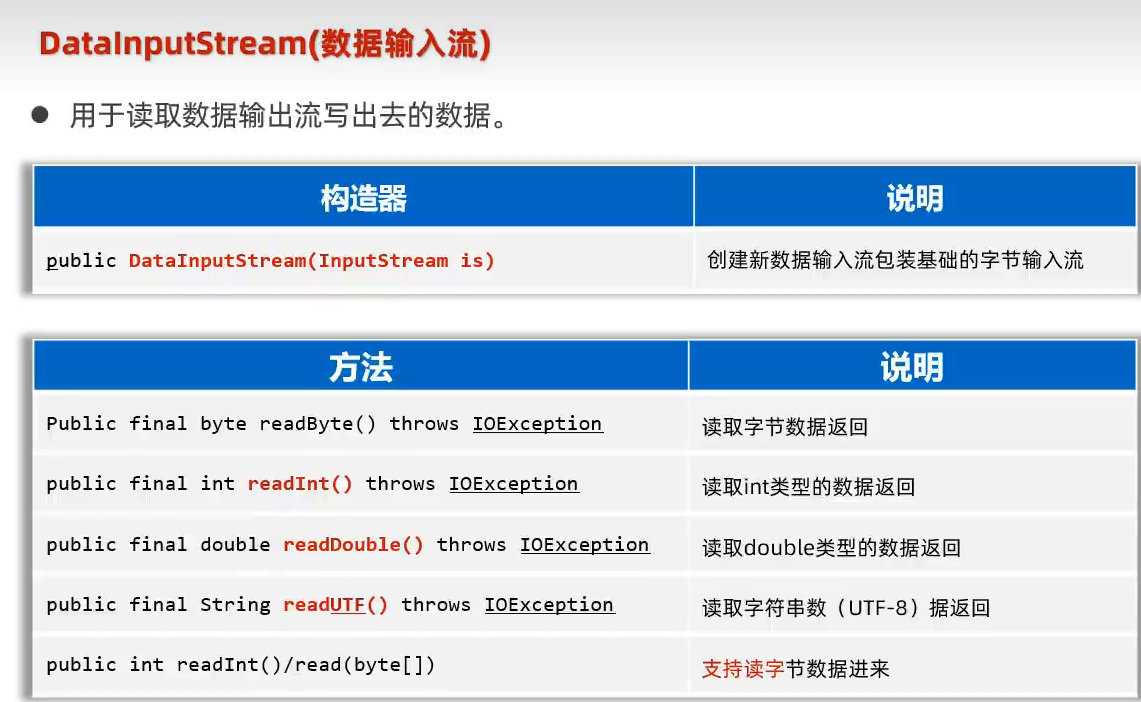 DataInputStream(数据输入流)
● 用于读取数据输出流写出去的数据。
构造器 说明
public DataInputStream(InputStream is) 创建新数据输入流包装基础的字节输入流
方法 说明
Public final byte readByte() throws IOException 读取字节数据返回
public final int readInt() throws IOException 读取int类型的数据返回
public final double readDouble() throws IOException 读取double类型的数据返回
public final String readUTF() throws IOException 读取字符串数（UTF-8）据返回
public int readInt()/read(byte[]) 支持读字节数据进来